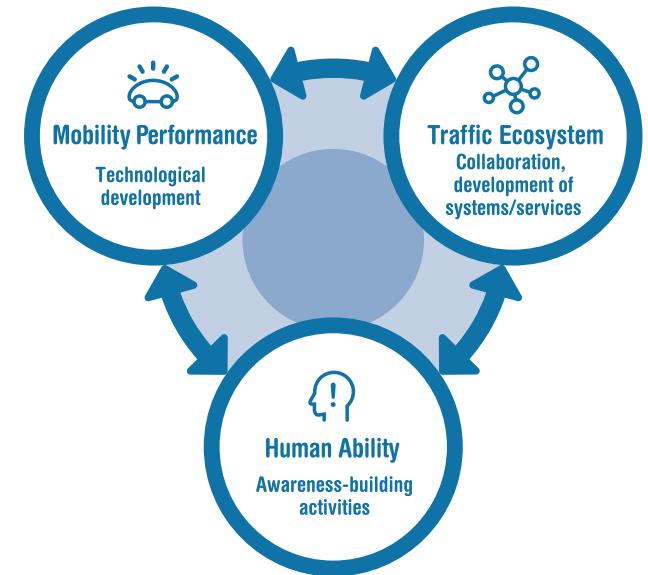 Mobility Performance
Technological
development
Traffic Ecosystem
Collaboration,
development of
systems/services
Human Ability
Awareness-building
activities